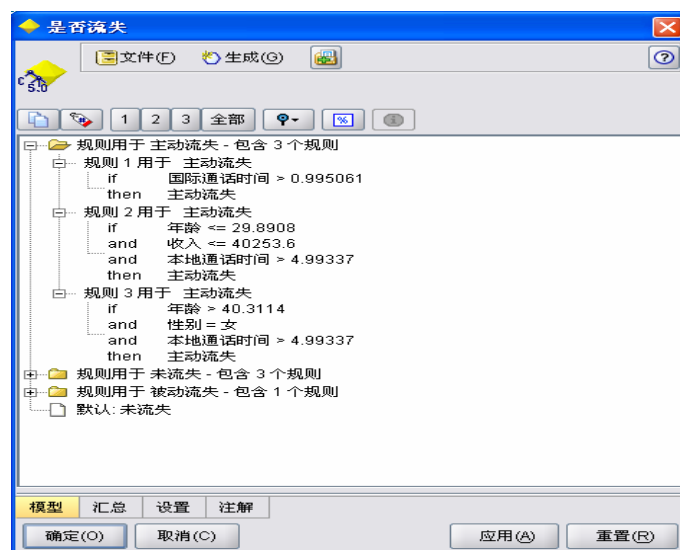 是否流失
文件(F) 生成(G)
C 5.0
1 2 3 全部 %
规则用于 主动流失 - 包含 3 个规则
规则 1 用于 主动流失
if 国际通话时间 > 0.995061
then 主动流失
规则 2 用于 主动流失
if 年龄 <= 29.8908
and 收入 <= 40253.6
and 本地通话时间 > 4.99337
then 主动流失
规则 3 用于 主动流失
if 年龄 > 40.3114
and 性别 = 女
and 本地通话时间 > 4.99337
then 主动流失
规则用于 未流失 - 包含 3 个规则
规则用于 被动流失 - 包含 1 个规则
默认: 未流失
模型 汇总 设置 注解
确定(O) 取消(C) 应用(A) 重置(R)